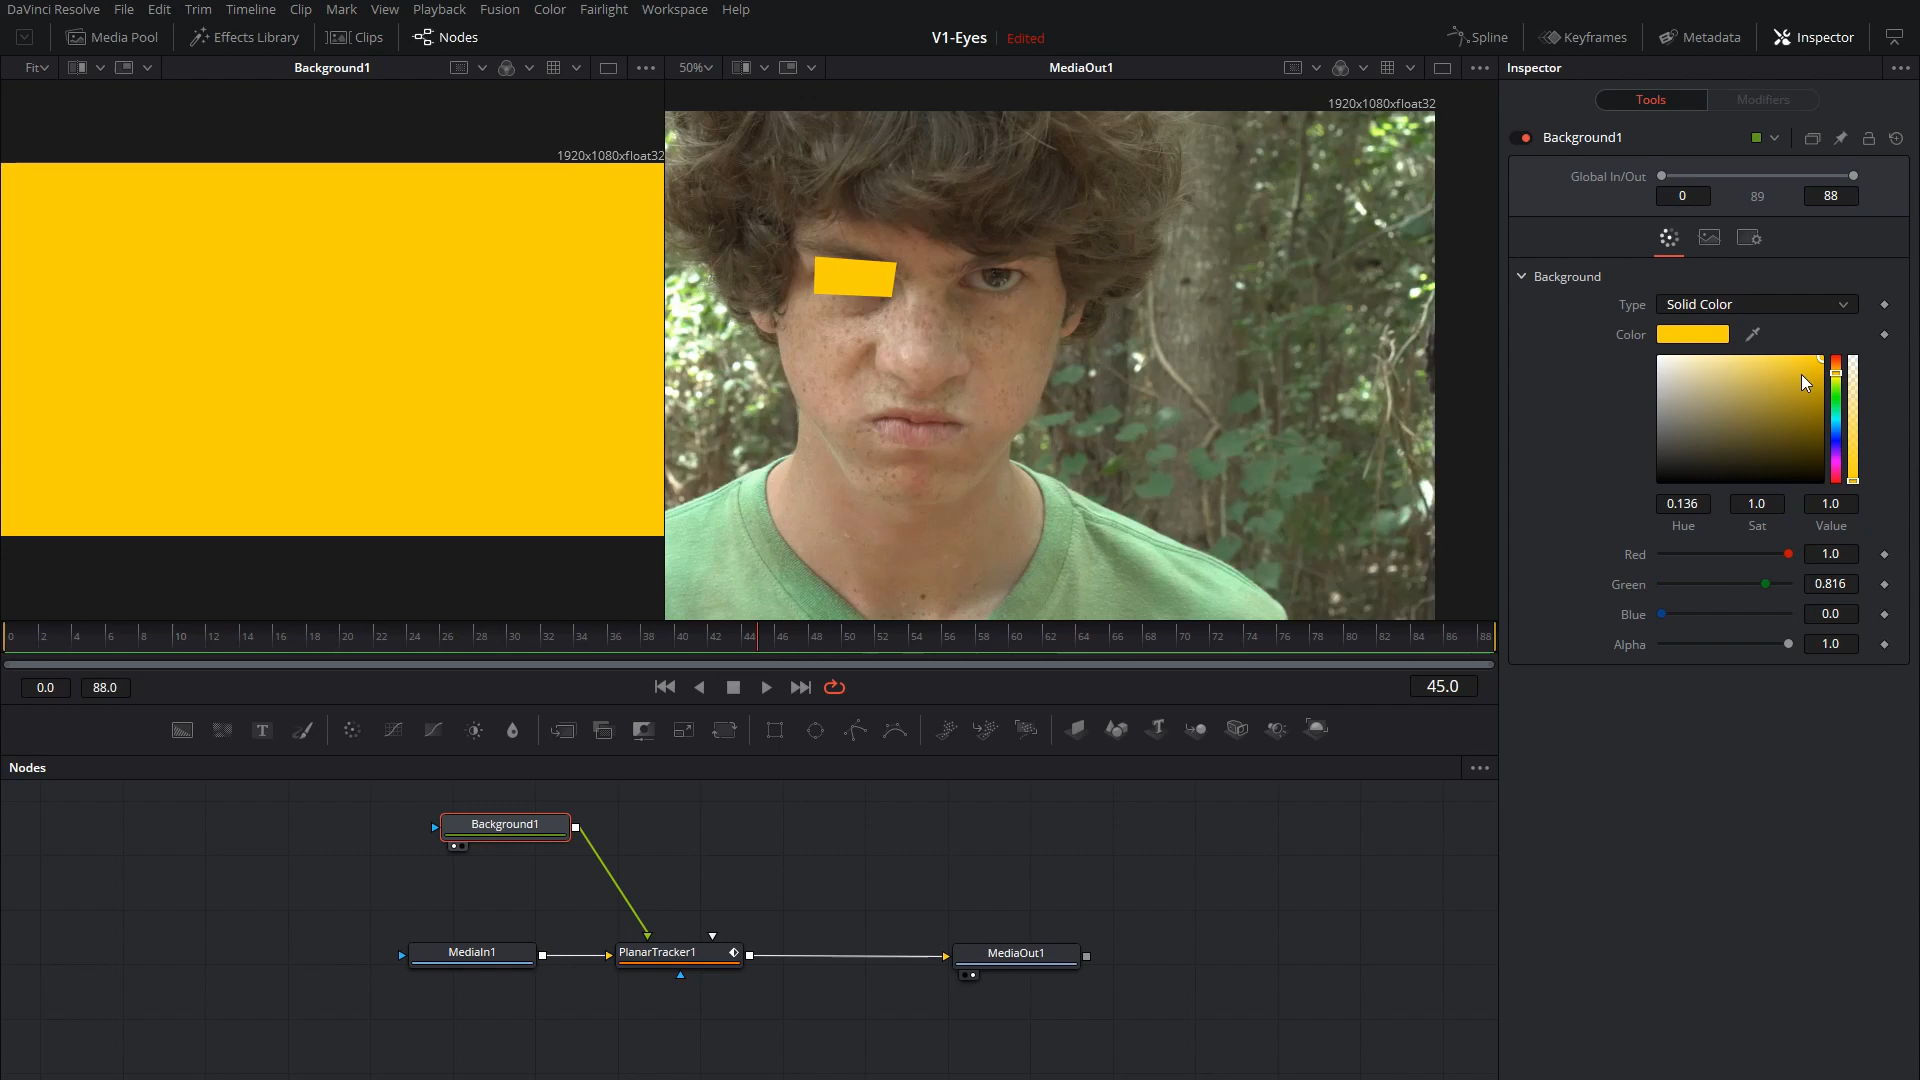 DaVinci Resolve File Edit Trim Timeline Clip Mark View Playback Fusion Color Fairlight Workspace Help
Media Pool Effects Library Clips Nodes V1-Eyes Edited Spline Keyframes Metadata Inspector
Fit Background1 50% MediaOut1 Inspector
1920x1080xfloat32
1920x1080xfloat32
Tools Modifiers
Background1
Global In/Out
0 89 88
Background
Type Solid Color
Color
0.136 1.0 1.0
Hue Sat Value
Red 1.0
Green 0.816
Blue 0.0
Alpha 1.0
0 2 4 6 8 10 12 14 16 18 20 22 24 26 28 30 32 34 36 38 40 42 44 46 48 50 52 54 56 58 60 62 64 66 68 70 72 74 76 78 80 82 84 86 88
0.0 88.0 45.0
T T
Nodes
Background1
MediaIn1 PlanarTracker1 MediaOut1